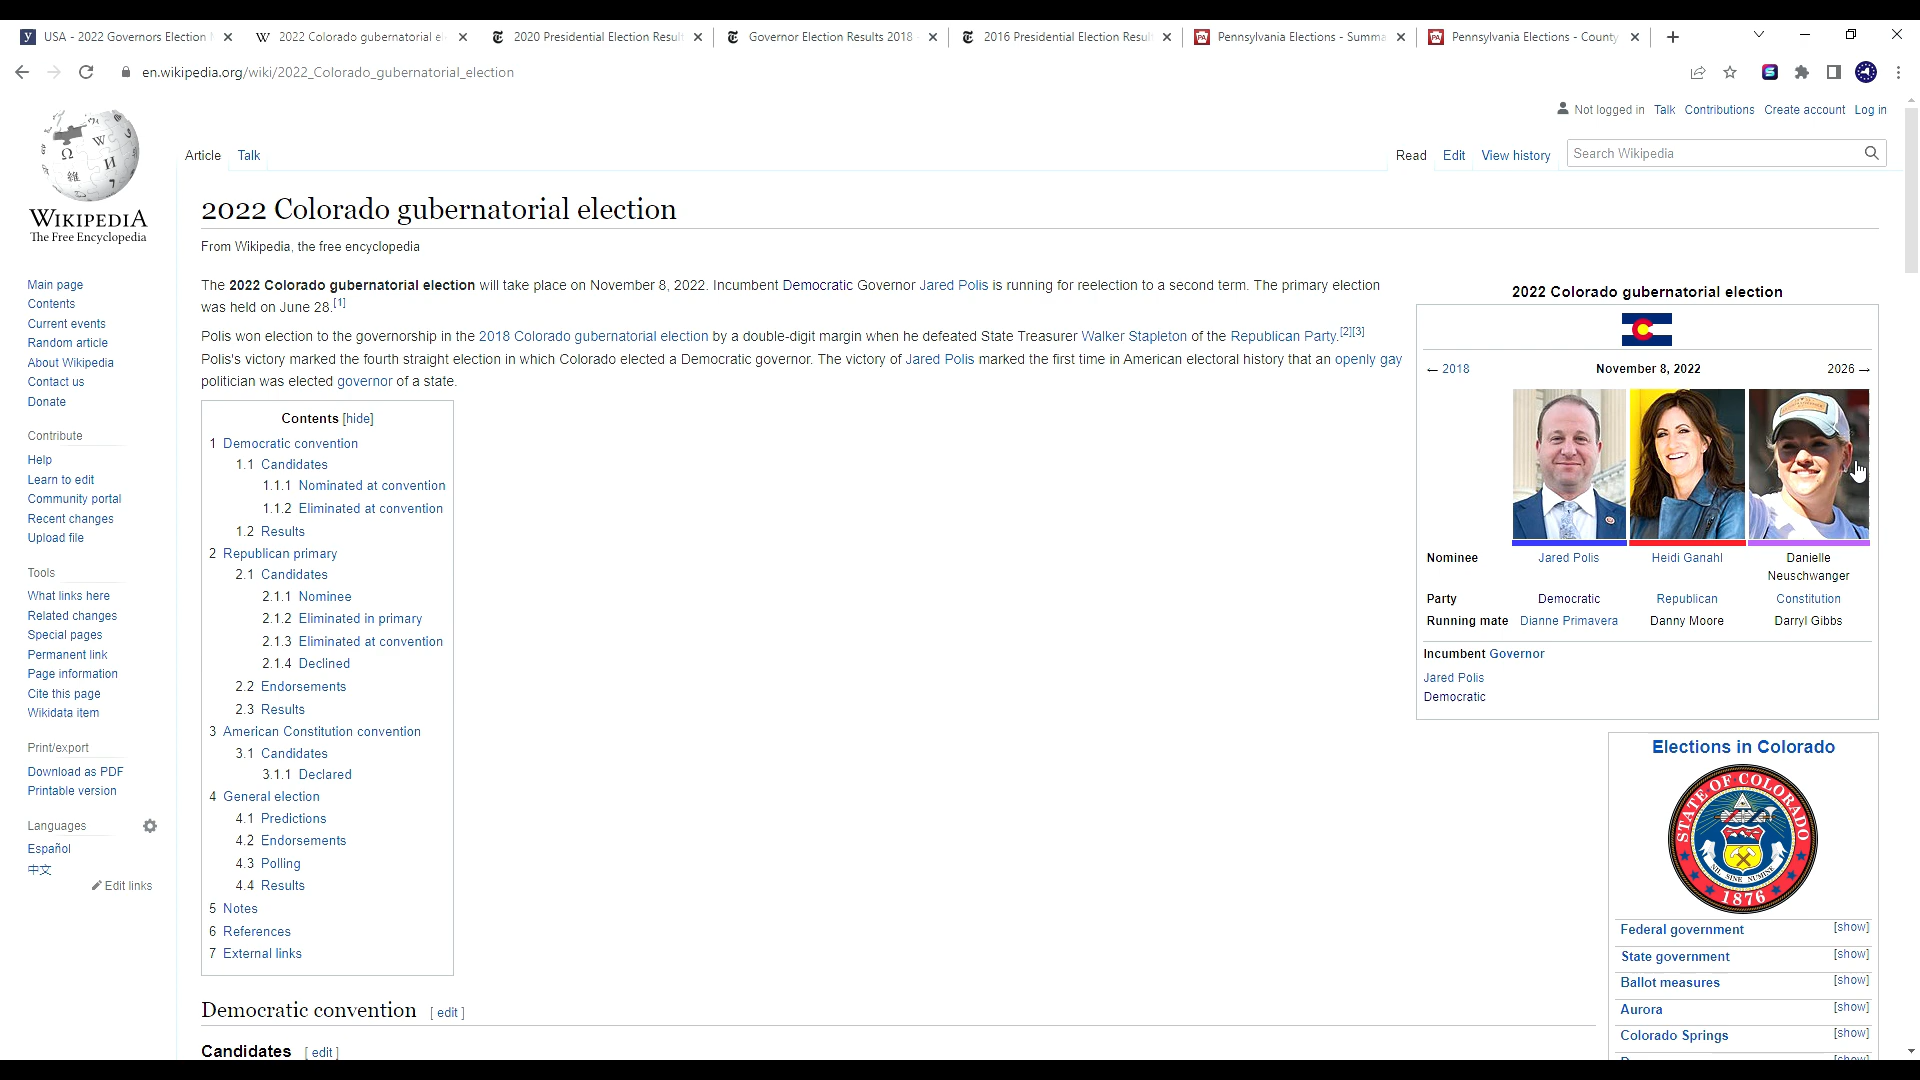 USA - 2022 Governors Election
2022 Colorado gubernatorial el
2020 Presidential Election Result
Governor Election Results 2018 -
2016 Presidential Election Result
Pennsylvania Elections - Summa
Pennsylvania Elections - County
en.wikipedia.org/wiki/2022_Colorado_gubernatorial_election
Not logged in Talk Contributions Create account Log in
Article Talk
Read Edit View history Search Wikipedia
WIKIPEDIA
The Free Encyclopedia
Main page
Contents
Current events
Random article
About Wikipedia
Contact us
Donate
Contribute
Help
Learn to edit
Community portal
Recent changes
Upload file
Tools
What links here
Related changes
Special pages
Permanent link
Page information
Cite this page
Wikidata item
Print/export
Download as PDF
Printable version
Languages
Español
中文
Edit links
2022 Colorado gubernatorial election
From Wikipedia, the free encyclopedia
The 2022 Colorado gubernatorial election will take place on November 8, 2022. Incumbent Democratic Governor Jared Polis is running for reelection to a second term. The primary election
was held on June 28.[1]
Polis won election to the governorship in the 2018 Colorado gubernatorial election by a double-digit margin when he defeated State Treasurer Walker Stapleton of the Republican Party.[2][3]
Polis's victory marked the fourth straight election in which Colorado elected a Democratic governor. The victory of Jared Polis marked the first time in American electoral history that an openly gay
politician was elected governor of a state.
Contents [hide]
1 Democratic convention
1.1 Candidates
1.1.1 Nominated at convention
1.1.2 Eliminated at convention
1.2 Results
2 Republican primary
2.1 Candidates
2.1.1 Nominee
2.1.2 Eliminated in primary
2.1.3 Eliminated at convention
2.1.4 Declined
2.2 Endorsements
2.3 Results
3 American Constitution convention
3.1 Candidates
3.1.1 Declared
4 General election
4.1 Predictions
4.2 Endorsements
4.3 Polling
4.4 Results
5 Notes
6 References
7 External links
Democratic convention [ edit ]
Candidates [ edit ]
2022 Colorado gubernatorial election
← 2018 November 8, 2022 2026 →
Nominee Jared Polis Heidi Ganahl Danielle
Neuschwanger
Party Democratic Republican Constitution
Running mate Dianne Primavera Danny Moore Darryl Gibbs
Incumbent Governor
Jared Polis
Democratic
Elections in Colorado
STATE OF COLORADO
NIL SINE NUMINE
1876
Federal government [show]
State government [show]
Ballot measures [show]
Aurora [show]
Colorado Springs [show]